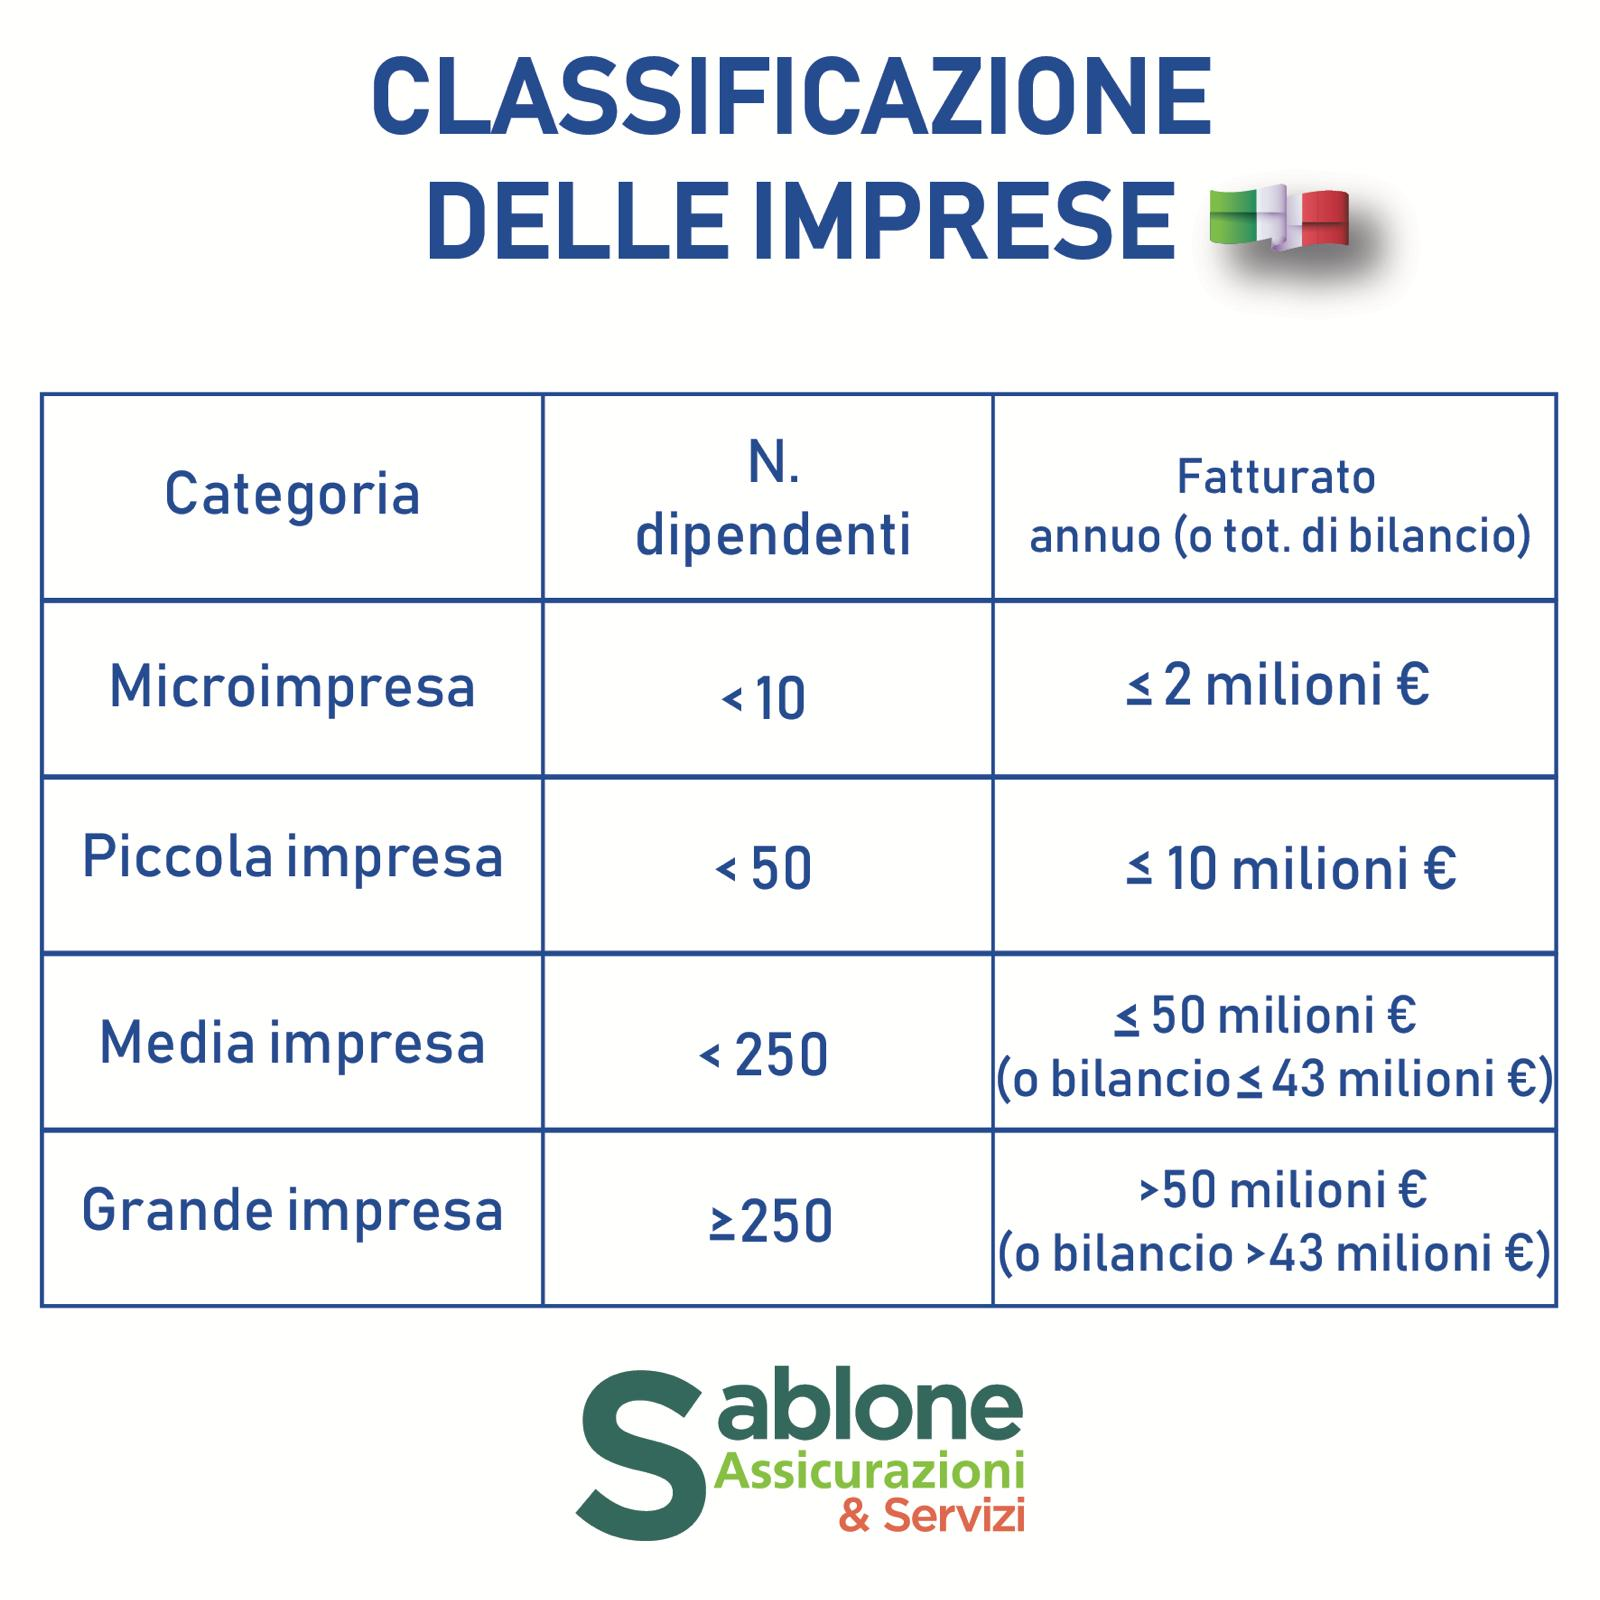 CLASSIFICAZIONE
DELLE IMPRESE
Categoria
N.
dipendenti
Fatturato
annuo (o tot. di bilancio)
Microimpresa
< 10
≤ 2 milioni €
Piccola impresa
< 50
≤ 10 milioni €
Media impresa
< 250
≤ 50 milioni €
(o bilancio ≤ 43 milioni €)
Grande impresa
≥250
>50 milioni €
(o bilancio >43 milioni €)
Sablone
Assicurazioni
& Servizi